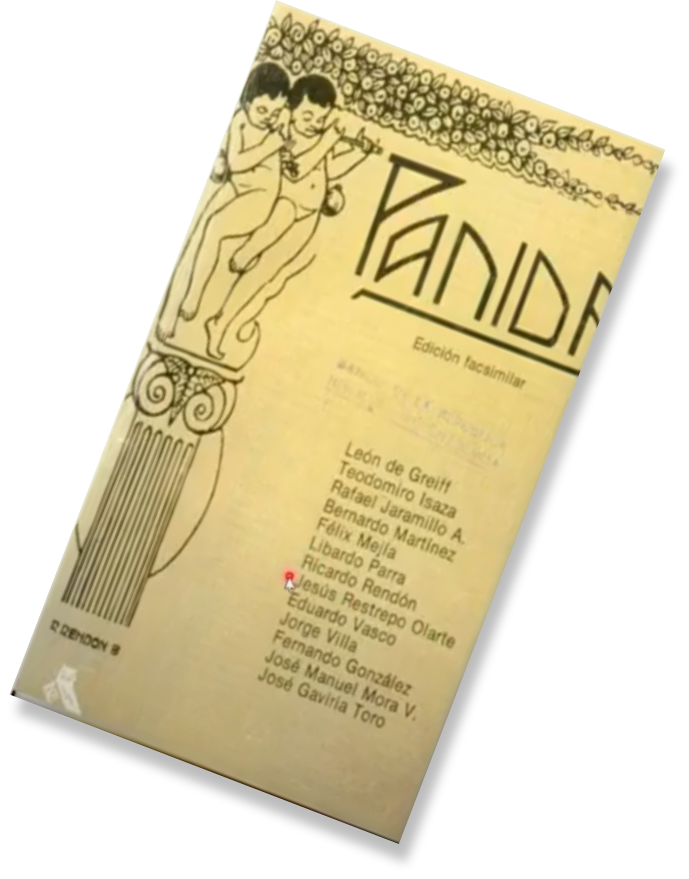 PANIDA
Edición facsimilar
León de Greiff
Teodomiro Isaza
Rafael Jaramillo A.
Bernardo Martínez
Félix Mejía
Libardo Parra
Ricardo Rendón
Jesús Restrepo Olarte
Eduardo Vasco
Jorge Villa
Fernando González
José Manuel Mora V.
José Gaviria Toro
R RENDON